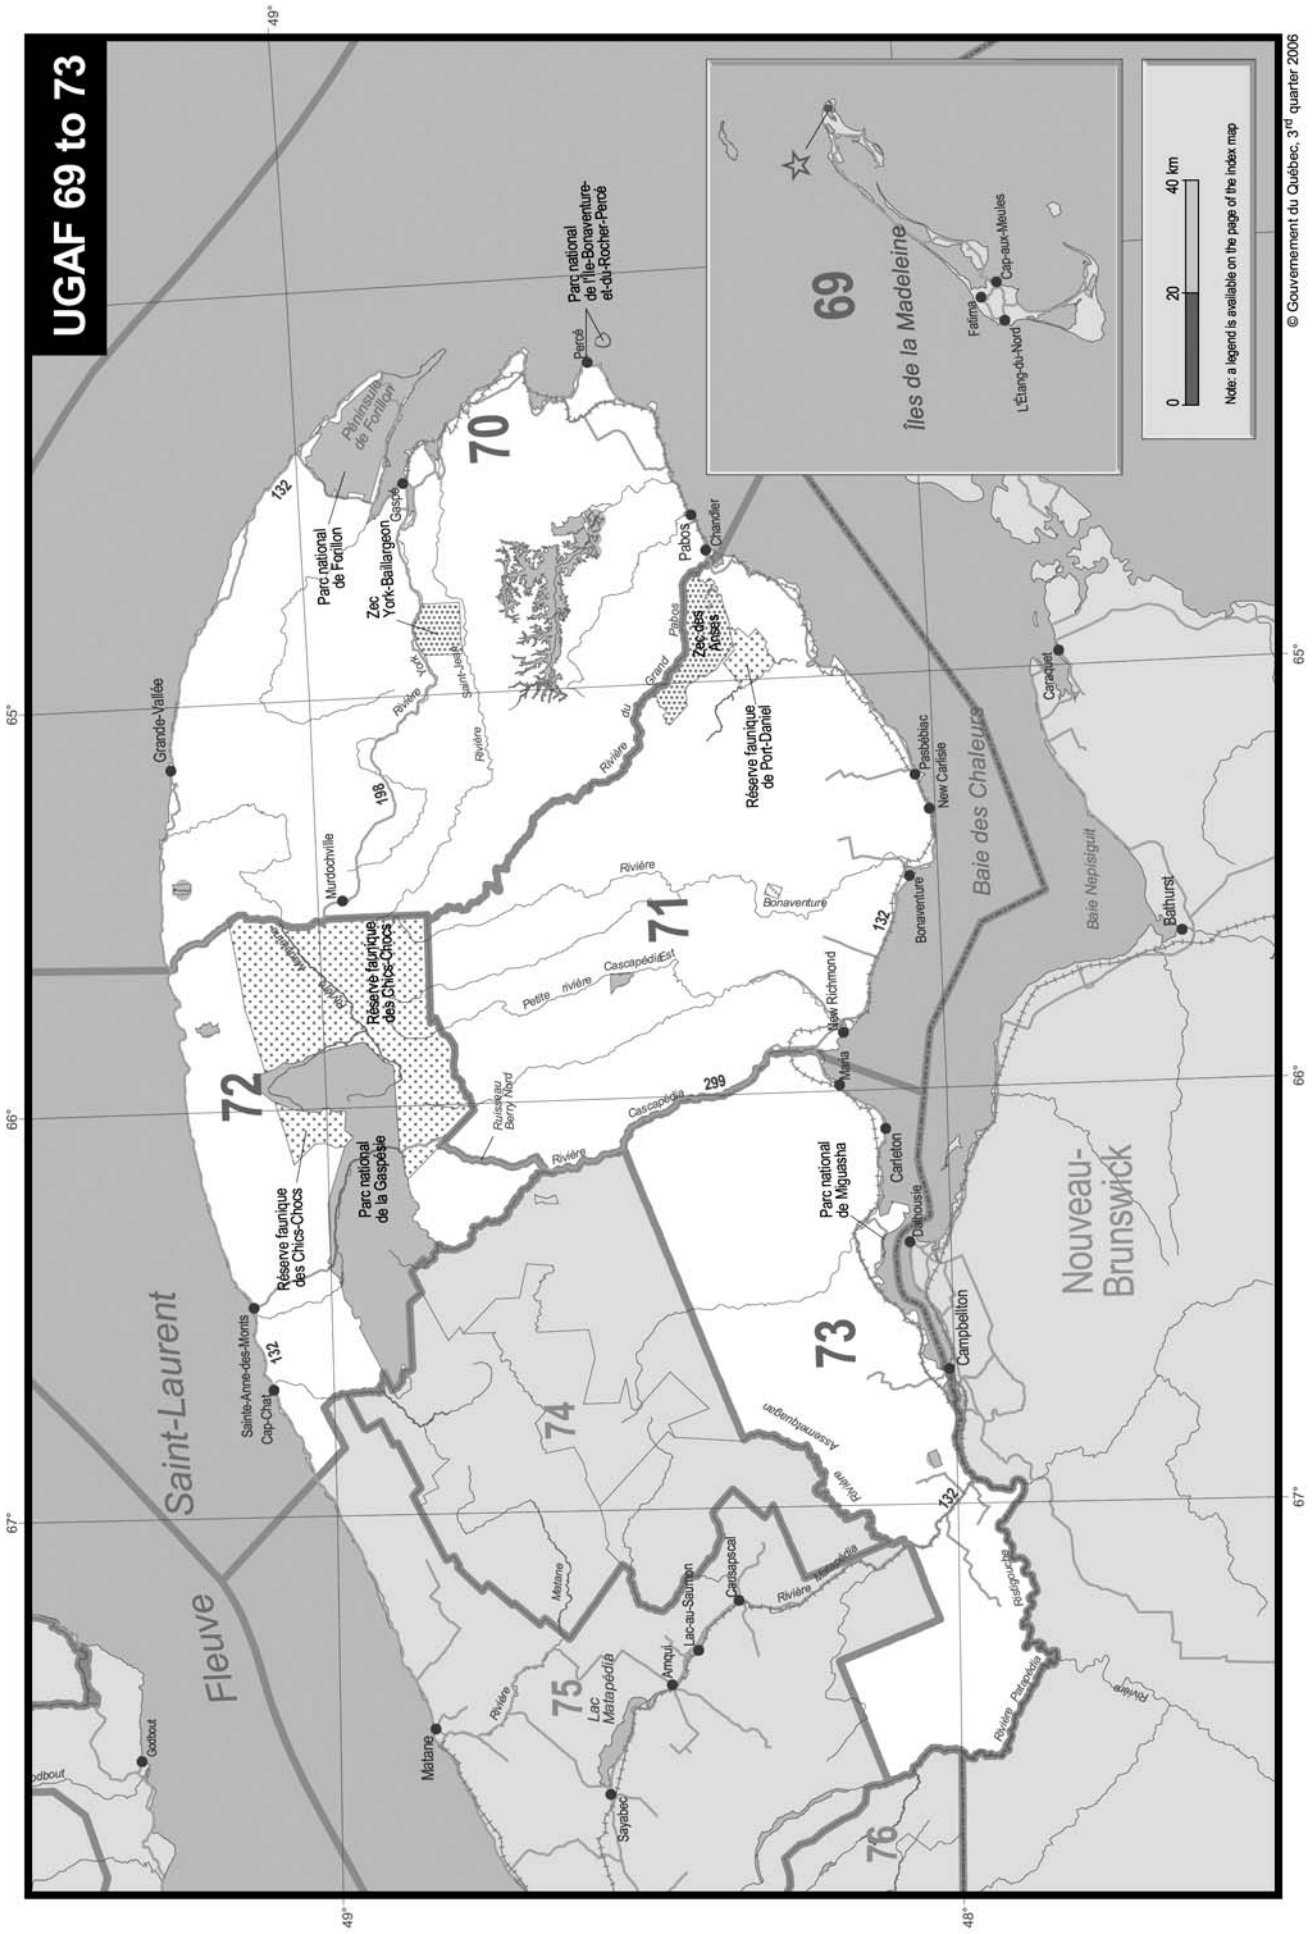 UGAF 69 to 73
49°
65°
66°
67°
49°
48°
65°
66°
67°
Fleuve
Saint-Laurent
Godbout
odbout
Matane
Cap-Chat
Sainte-Anne-des-Monts
132
Grande-Vallée
132
Péninsule
de Forillon
Parc national
de Forillon
Gaspé
Zec
York-Baillargeon
Rivière
York
Saint-Jean
Rivière
198
Murdochville
70
Percé
Parc national
de l'Île-Bonaventure-
et-du-Rocher-Percé
Pabos
Chandler
Rivière
du
Grand
Pabos
Zec des
Anses
Réserve faunique
de Port-Daniel
72
Rivière
Madeleine
Réserve faunique
des Chics-Chocs
Réserve faunique
des Chics-Chocs
Parc national
de la Gaspésie
Ruisseau
Berry Nord
71
Rivière
Bonaventure
Petite
rivière
Cascapédia
Est
Rivière
Cascapédia
299
New Richmond
Maria
132
Bonaventure
Pasbébiac
New Carlisle
Baie des Chaleurs
Caraquet
Baie Nepisiguit
Bathurst
Carleton
Parc national
de Miguasha
Dalhousie
Campbellton
Nouveau-
Brunswick
73
Rivière
Assemetquagan
132
Ristigouche
Rivière
Rivière
Patapédia
74
Matane
Rivière
75
Lac
Matapédia
Amqui
Lac-au-Saumon
Causapscal
Rivière
Matapédia
Sayabec
76
69
Îles de la Madeleine
Fatima
Cap-aux-Meules
L'Étang-du-Nord
0
20
40 km
Note: a legend is available on the page of the index map
© Gouvernement du Québec, 3rd quarter 2006